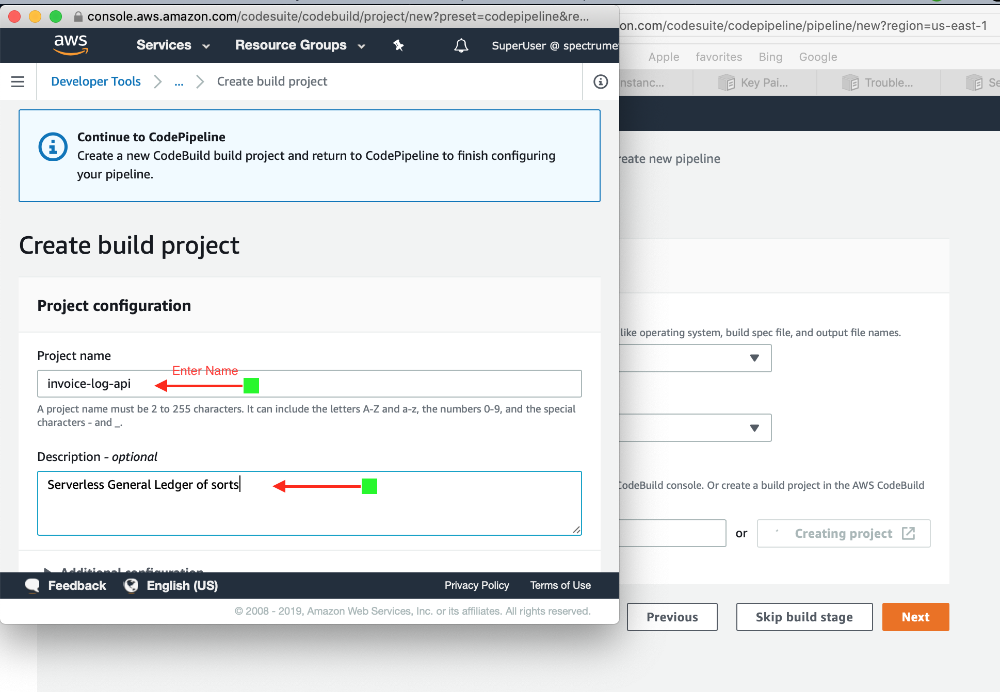 console.aws.amazon.com/codesuite/codebuild/project/new?preset=codepipeline&re...
aws
Services
Resource Groups
SuperUser @ spectrume
Developer Tools
...
Create build project
Continue to CodePipeline
Create a new CodeBuild build project and return to CodePipeline to finish configuring
your pipeline.
Create build project
Project configuration
Project name
Enter Name
invoice-log-api
A project name must be 2 to 255 characters. It can include the letters A-Z and a-z, the numbers 0-9, and the special
characters - and _.
Description - optional
Serverless General Ledger of sorts
Additional configuration
Feedback
English (US)
Privacy Policy
Terms of Use
© 2008 - 2019, Amazon Web Services, Inc. or its affiliates. All rights reserved.
on.com/codesuite/codepipeline/pipeline/new?region=us-east-1
Apple favorites Bing Google
nstanc... Key Pai... Trouble... Se
reate new pipeline
like operating system, build spec file, and output file names.
CodeBuild console. Or create a build project in the AWS CodeBuild
or
Creating project
Previous
Skip build stage
Next